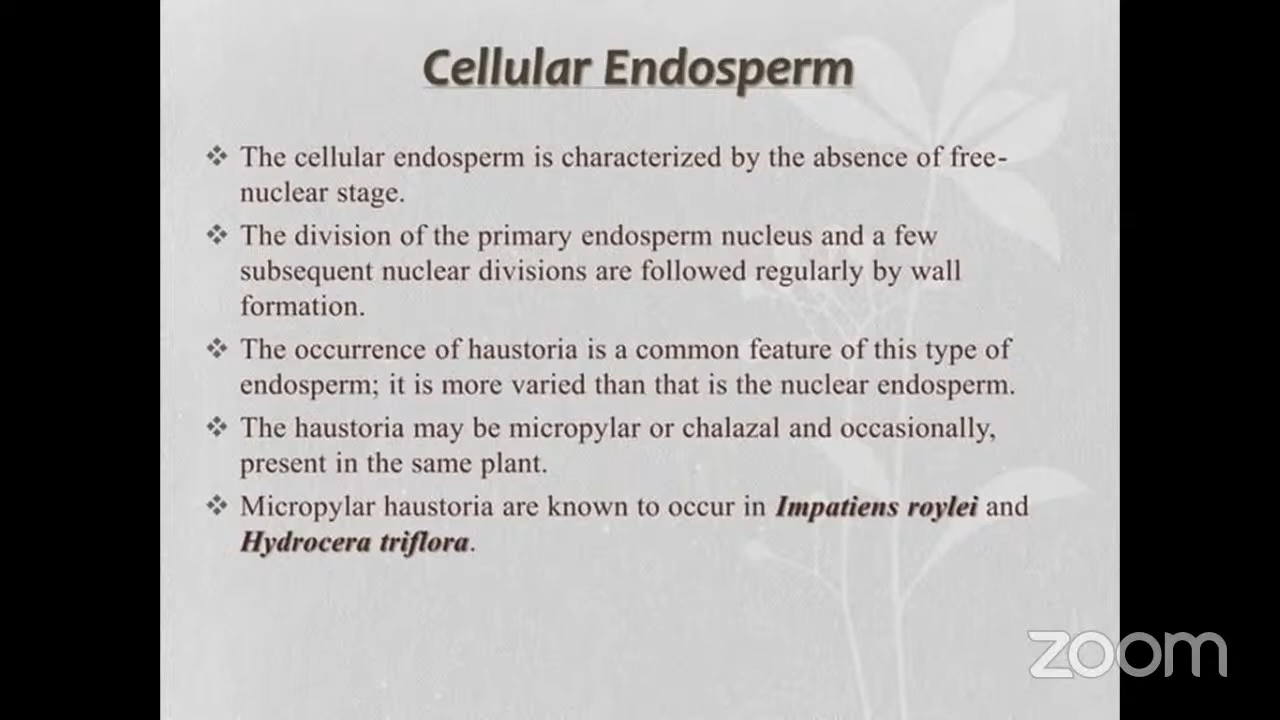 Cellular Endosperm
❖ The cellular endosperm is characterized by the absence of free-
nuclear stage.
❖ The division of the primary endosperm nucleus and a few
subsequent nuclear divisions are followed regularly by wall
formation.
❖ The occurrence of haustoria is a common feature of this type of
endosperm; it is more varied than that is the nuclear endosperm.
❖ The haustoria may be micropylar or chalazal and occasionally,
present in the same plant.
❖ Micropylar haustoria are known to occur in Impatiens roylei and
Hydrocera triflora.
zoom